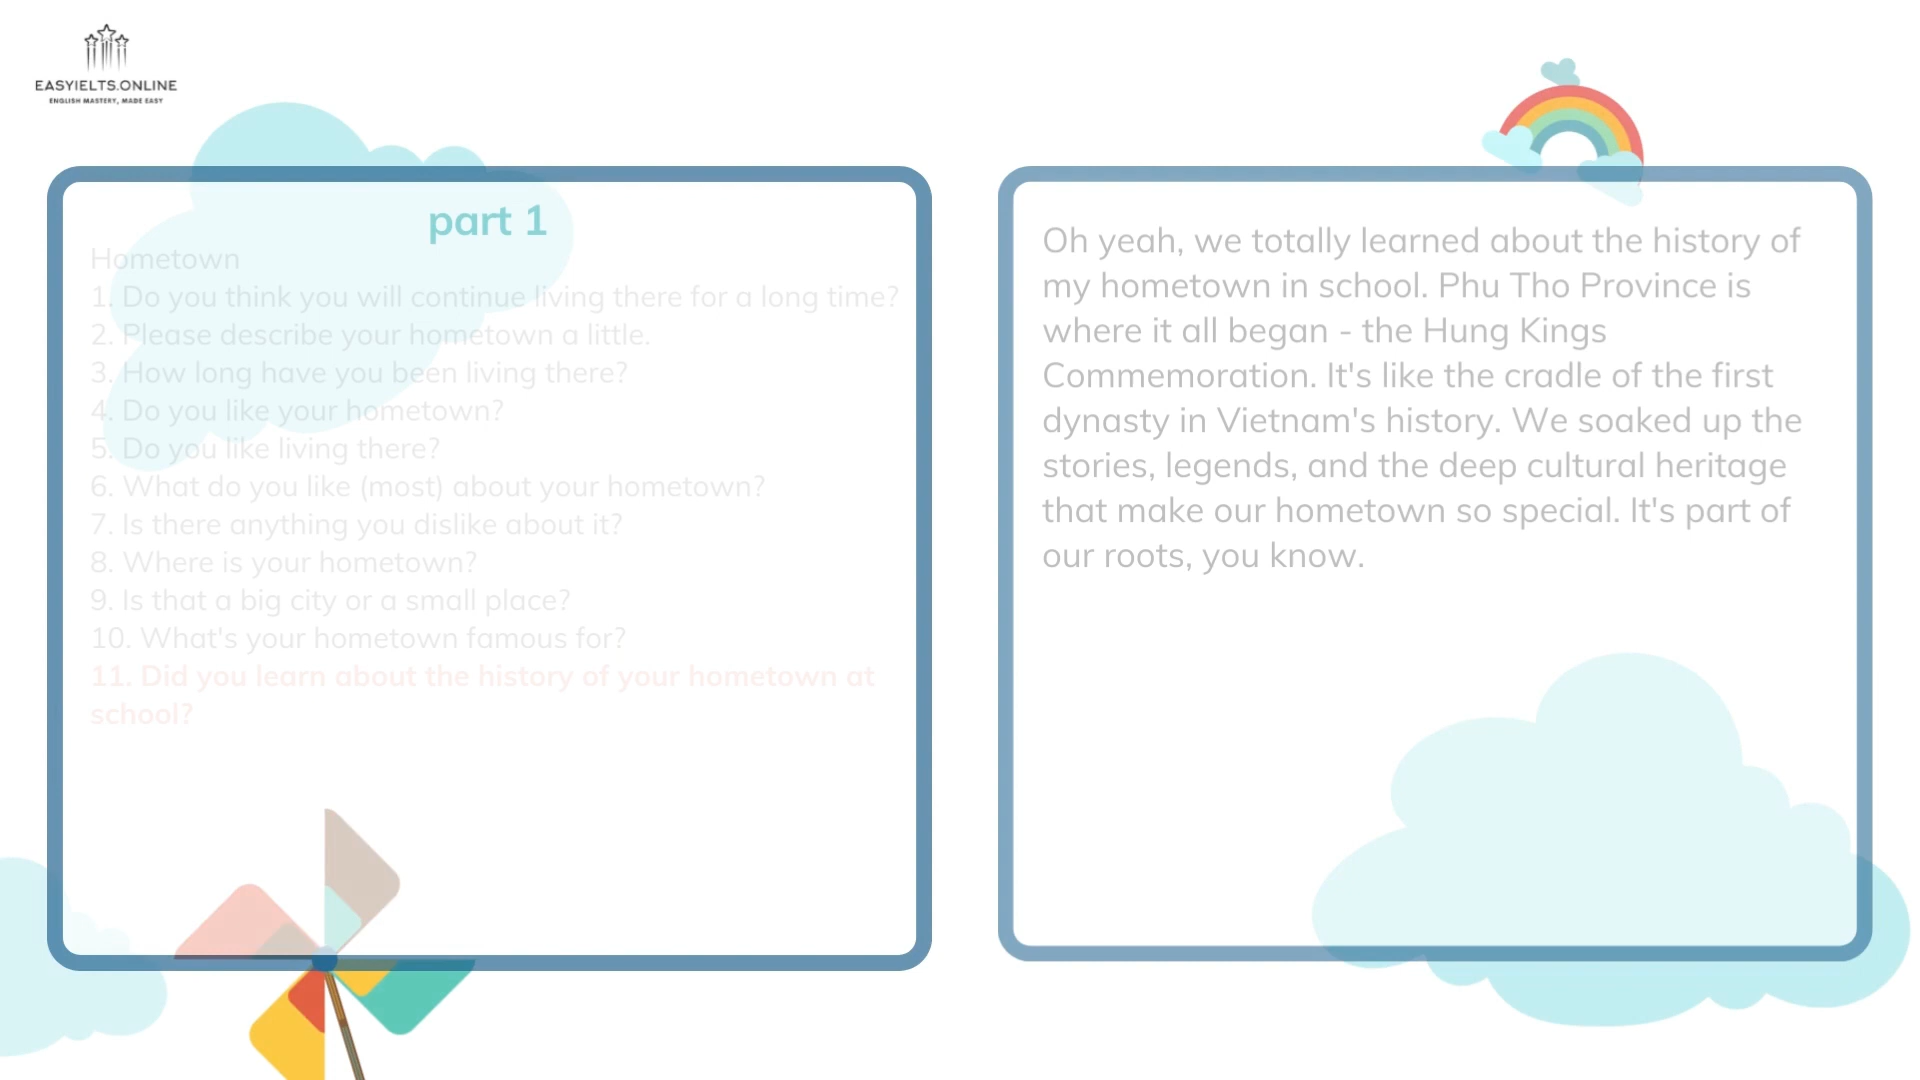 EASYIELTS.ONLINE
ENGLISH MASTERY, MADE EASY
part 1
Hometown
1. Do you think you will continue living there for a long time?
2. Please describe your hometown a little.
3. How long have you been living there?
4. Do you like your hometown?
5. Do you like living there?
6. What do you like (most) about your hometown?
7. Is there anything you dislike about it?
8. Where is your hometown?
9. Is that a big city or a small place?
10. What's your hometown famous for?
11. Did you learn about the history of your hometown at
school?
Oh yeah, we totally learned about the history of
my hometown in school. Phu Tho Province is
where it all began - the Hung Kings
Commemoration. It's like the cradle of the first
dynasty in Vietnam's history. We soaked up the
stories, legends, and the deep cultural heritage
that make our hometown so special. It's part of
our roots, you know.